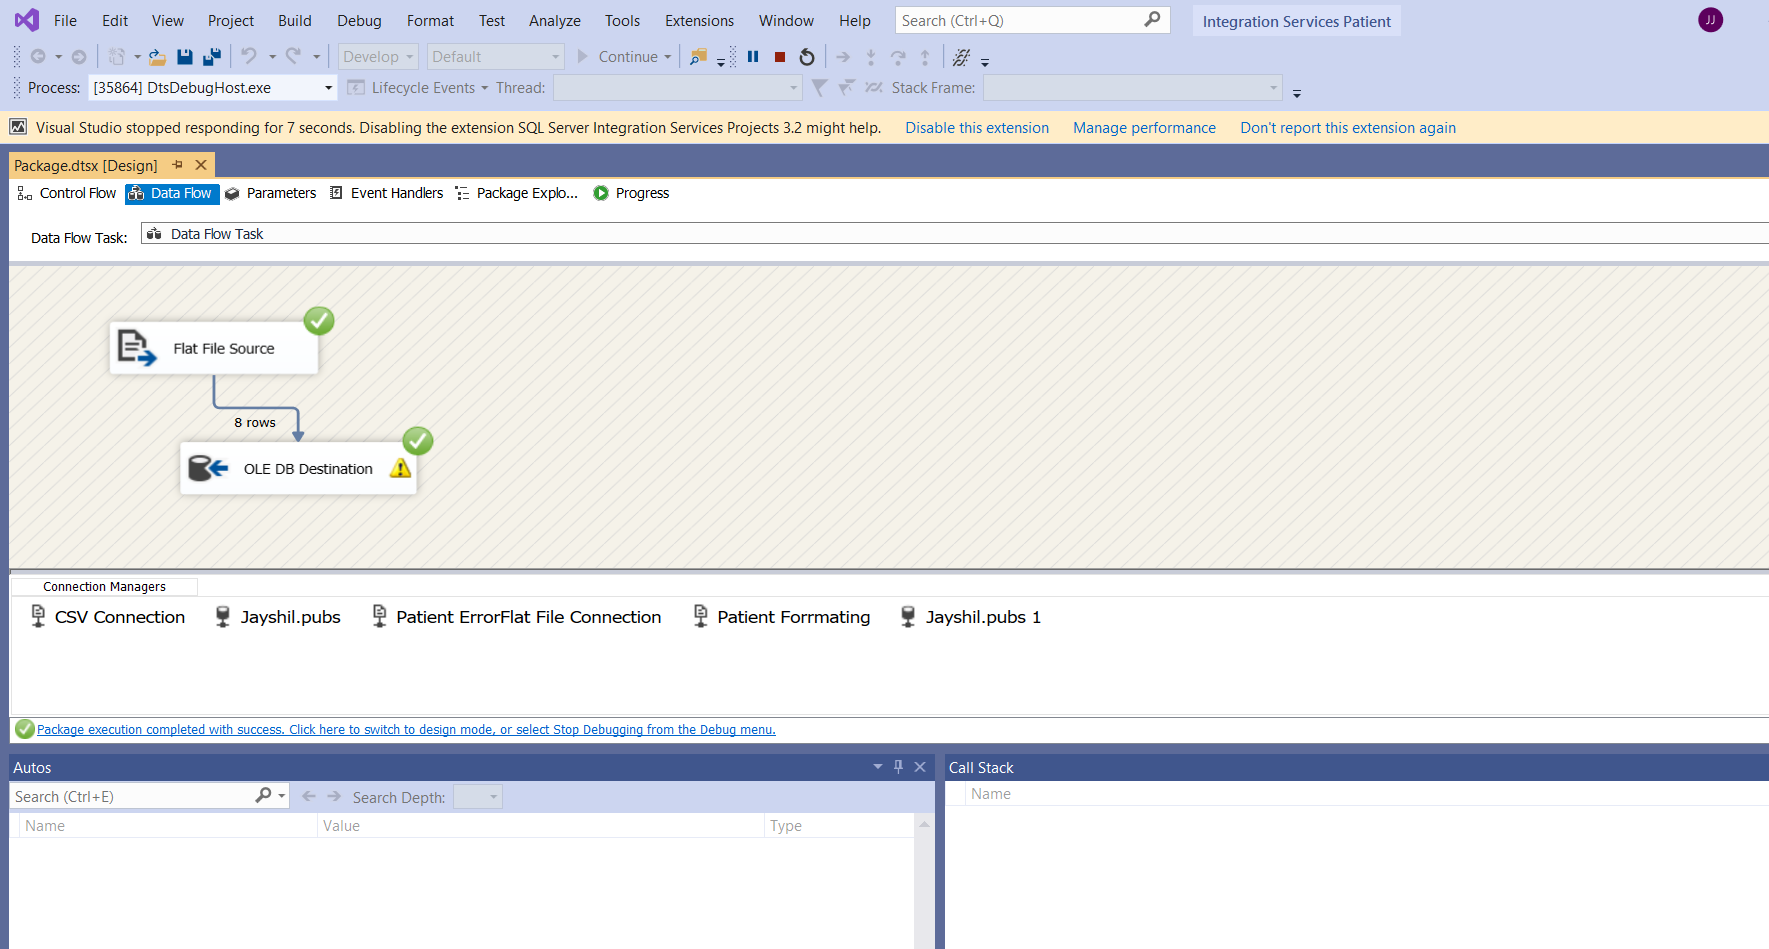 File Edit View Project Build Debug Format Test Analyze Tools Extensions Window Help Search (Ctrl+Q) Integration Services Patient JJ
Develop Default Continue
Process: [35864] DtsDebugHost.exe Lifecycle Events Thread: Stack Frame:
Visual Studio stopped responding for 7 seconds. Disabling the extension SQL Server Integration Services Projects 3.2 might help. Disable this extension Manage performance Don't report this extension again
Package.dtsx [Design]
Control Flow Data Flow Parameters Event Handlers Package Explo... Progress
Data Flow Task: Data Flow Task
Flat File Source
8 rows
OLE DB Destination
Connection Managers
CSV Connection Jayshil.pubs Patient ErrorFlat File Connection Patient Forrmating Jayshil.pubs 1
Package execution completed with success. Click here to switch to design mode, or select Stop Debugging from the Debug menu.
Autos Call Stack
Search (Ctrl+E) Search Depth: Name
Name Value Type